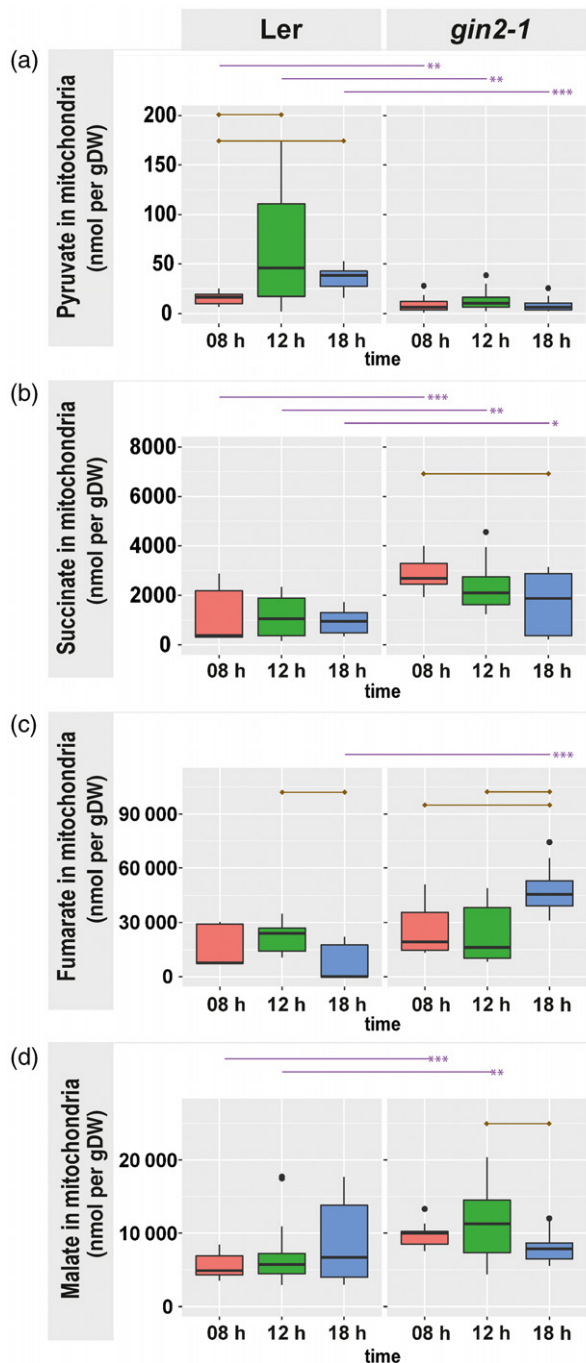 Ler gin2-1
(a)
** 
**
***
Pyruvate in mitochondria
(nmol per gDW)
200
150
100
50
0
08 h 12 h 18 h 08 h 12 h 18 h
time time
(b)
***
**
*
Succinate in mitochondria
(nmol per gDW)
8000
6000
4000
2000
0
08 h 12 h 18 h 08 h 12 h 18 h
time time
(c)
***
Fumarate in mitochondria
(nmol per gDW)
90 000
60 000
30 000
0
08 h 12 h 18 h 08 h 12 h 18 h
time time
(d)
***
**
Malate in mitochondria
(nmol per gDW)
20 000
10 000
0
08 h 12 h 18 h 08 h 12 h 18 h
time time